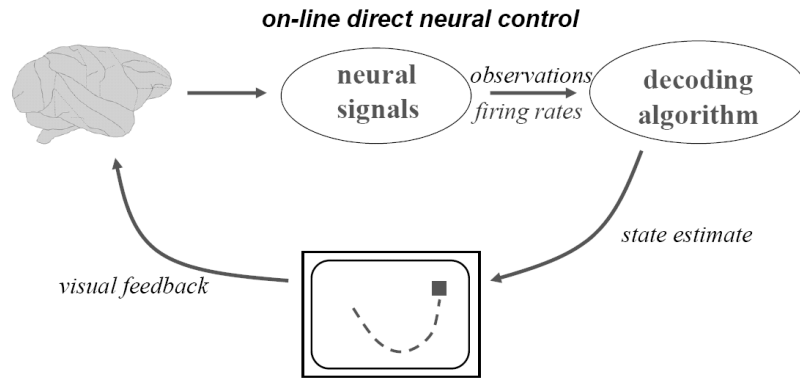 on-line direct neural control
neural
signals
observations
firing rates
decoding
algorithm
state estimate
visual feedback